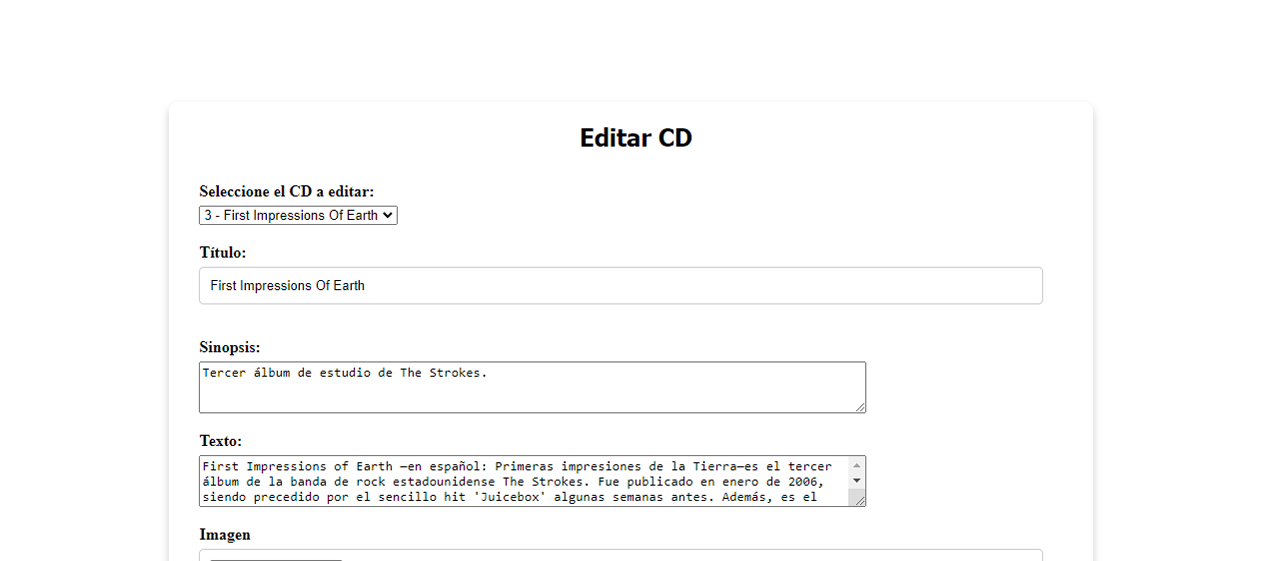 Editar CD
Seleccione el CD a editar:
3 - First Impressions Of Earth
Título:
First Impressions Of Earth
Sinopsis:
Tercer álbum de estudio de The Strokes.
Texto:
First Impressions of Earth —en español: Primeras impresiones de la Tierra—es el tercer
álbum de la banda de rock estadounidense The Strokes. Fue publicado en enero de 2006,
siendo precedido por el sencillo hit 'Juicebox' algunas semanas antes. Además, es el
Imagen